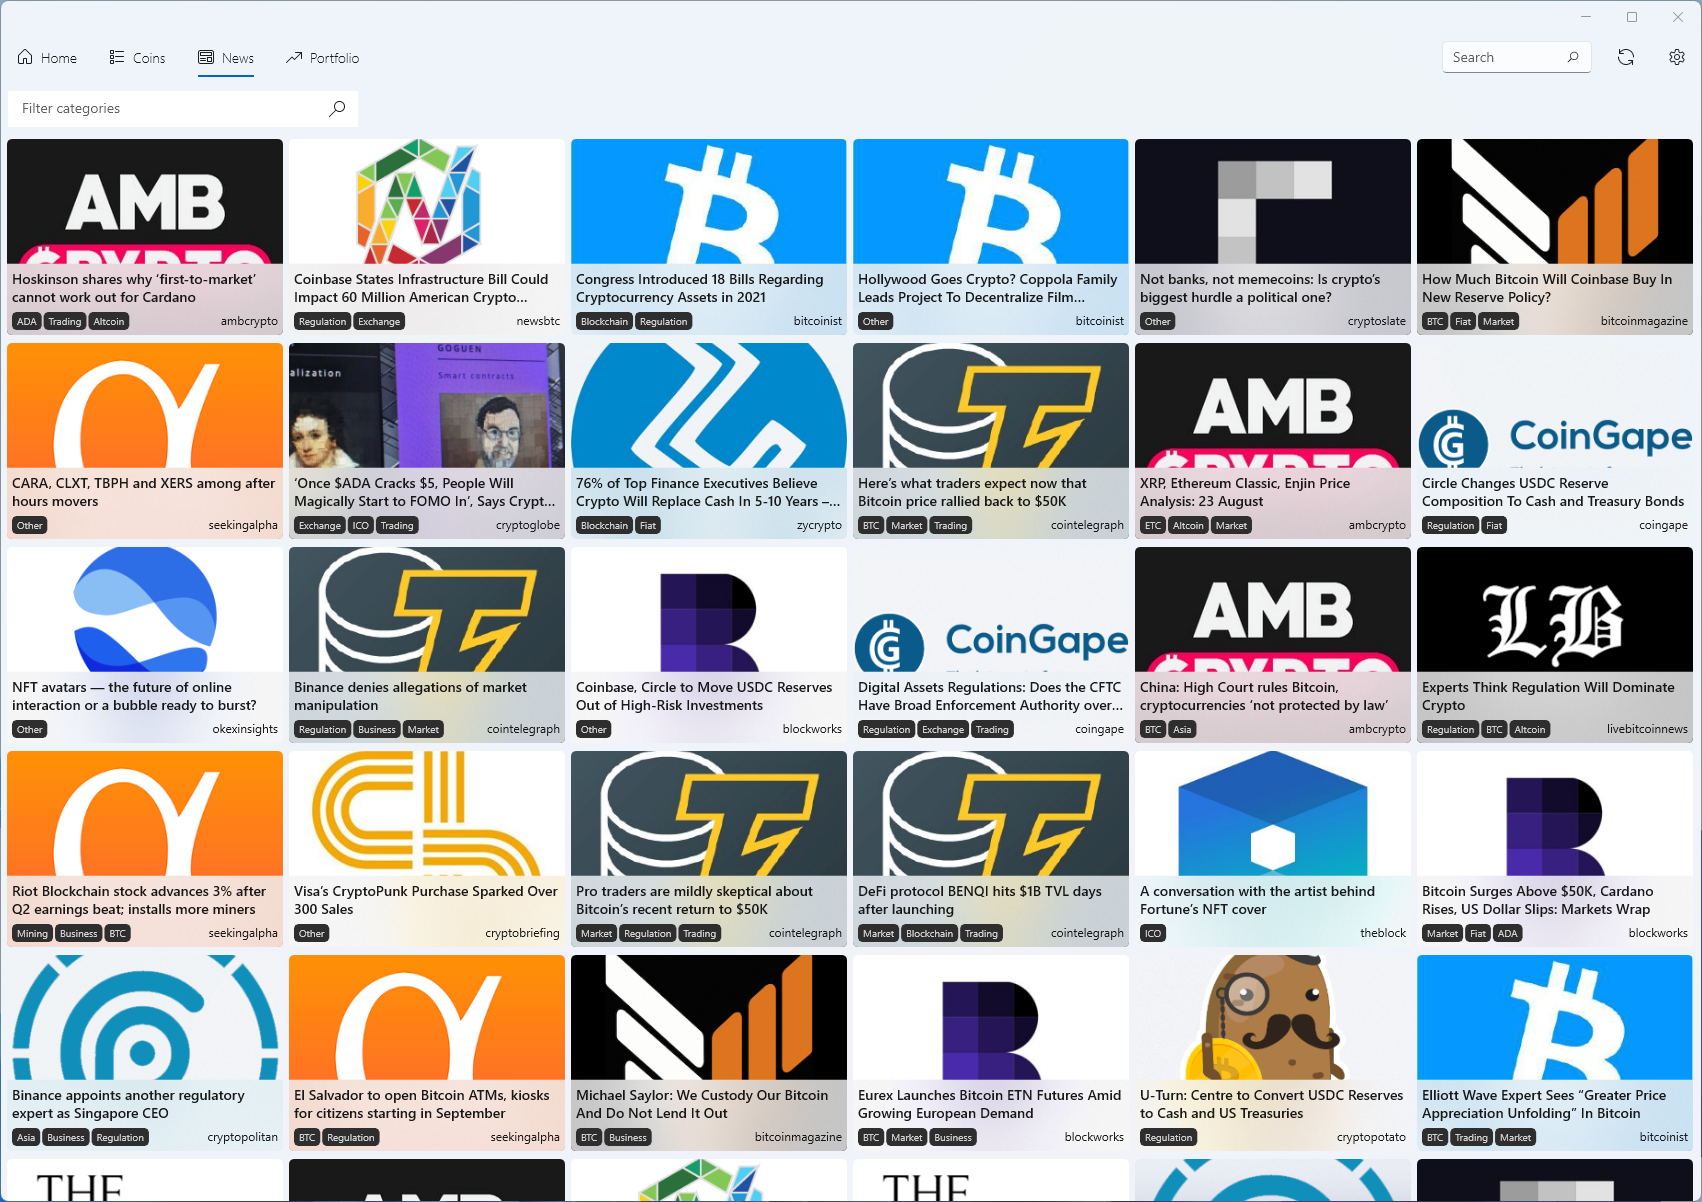 Home
Coins
News
Portfolio
Search
Filter categories
AMB
Hoskinson shares why ‘first-to-market’
cannot work out for Cardano
ADA Trading Altcoin ambcrypto
Coinbase States Infrastructure Bill Could
Impact 60 Million American Crypto...
Regulation Exchange newsbtc
Congress Introduced 18 Bills Regarding
Cryptocurrency Assets in 2021
Blockchain Regulation bitcoinist
Hollywood Goes Crypto? Coppola Family
Leads Project To Decentralize Film...
Other bitcoinist
Not banks, not memecoins: Is crypto’s
biggest hurdle a political one?
Other cryptoslate
How Much Bitcoin Will Coinbase Buy In
New Reserve Policy?
BTC Fiat Market bitcoinmagazine
CARA, CLXT, TBPH and XERS among after
hours movers
Other seekingalpha
GOGUEN
alization
Smart contracts
‘Once $ADA Cracks $5, People Will
Magically Start to FOMO In’, Says Crypt...
Exchange ICO Trading cryptoglobe
76% of Top Finance Executives Believe
Crypto Will Replace Cash In 5-10 Years –...
Blockchain Fiat zycrypto
Here’s what traders expect now that
Bitcoin price rallied back to $50K
BTC Market Trading cointelegraph
AMB
CRYPTO
XRP, Ethereum Classic, Enjin Price
Analysis: 23 August
ETC Altcoin Market ambcrypto
CoinGape
Circle Changes USDC Reserve
Composition To Cash and Treasury Bonds
Regulation Fiat coingape
NFT avatars — the future of online
interaction or a bubble ready to burst?
Other okexinsights
Binance denies allegations of market
manipulation
Regulation Business Market cointelegraph
Coinbase, Circle to Move USDC Reserves
Out of High-Risk Investments
Other blockworks
CoinGape
Digital Assets Regulations: Does the CFTC
Have Broad Enforcement Authority over...
Regulation Exchange Trading coingape
AMB
CRYPTO
China: High Court rules Bitcoin,
cryptocurrencies ‘not protected by law’
BTC Asia ambcrypto
LB
Experts Think Regulation Will Dominate
Crypto
Regulation BTC Altcoin livebitcoinnews
Riot Blockchain stock advances 3% after
Q2 earnings beat; installs more miners
Mining Business BTC seekingalpha
Visa’s CryptoPunk Purchase Sparked Over
300 Sales
Other cryptobriefing
Pro traders are mildly skeptical about
Bitcoin’s recent return to $50K
Market Regulation Trading cointelegraph
DeFi protocol BENQI hits $1B TVL days
after launching
Market Blockchain Trading cointelegraph
A conversation with the artist behind
Fortune’s NFT cover
ICO theblock
Bitcoin Surges Above $50K, Cardano
Rises, US Dollar Slips: Markets Wrap
Market Fiat ADA blockworks
Binance appoints another regulatory
expert as Singapore CEO
Asia Business Regulation cryptopolitan
El Salvador to open Bitcoin ATMs, kiosks
for citizens starting in September
BTC Regulation seekingalpha
Michael Saylor: We Custody Our Bitcoin
And Do Not Lend It Out
BTC Business bitcoinmagazine
Eurex Launches Bitcoin ETN Futures Amid
Growing European Demand
BTC Market Business blockworks
U-Turn: Centre to Convert USDC Reserves
to Cash and US Treasuries
Regulation cryptopotato
Elliott Wave Expert Sees “Greater Price
Appreciation Unfolding” In Bitcoin
BTC Trading Market bitcoinist
THE
AMB
THE